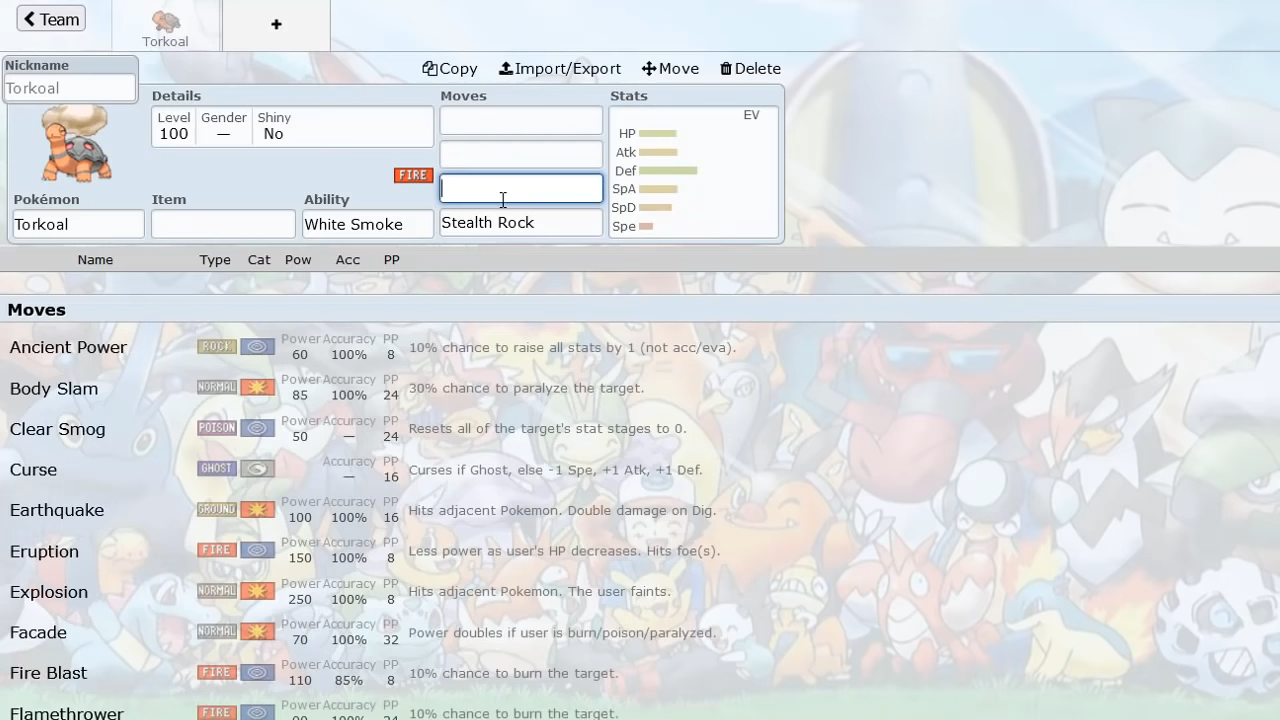 Team
Torkoal
+
Nickname
Torkoal
Copy Import/Export Move Delete
Details
Level Gender Shiny
100 — No
Moves
Stats
EV
HP
Atk
Def
SpA
SpD
Spe
FIRE
Pokémon Item Ability
Torkoal White Smoke Stealth Rock
Name Type Cat Pow Acc PP
Moves
Ancient Power ROCK Power 60 Accuracy 100% PP 8 10% chance to raise all stats by 1 (not acc/eva).
Body Slam NORMAL Power 85 Accuracy 100% PP 24 30% chance to paralyze the target.
Clear Smog POISON Power 50 Accuracy — PP 24 Resets all of the target's stat stages to 0.
Curse GHOST Accuracy — PP 16 Curses if Ghost, else -1 Spe, +1 Atk, +1 Def.
Earthquake GROUND Power 100 Accuracy 100% PP 16 Hits adjacent Pokemon. Double damage on Dig.
Eruption FIRE Power 150 Accuracy 100% PP 8 Less power as user's HP decreases. Hits foe(s).
Explosion NORMAL Power 250 Accuracy 100% PP 8 Hits adjacent Pokemon. The user faints.
Facade NORMAL Power 70 Accuracy 100% PP 32 Power doubles if user is burn/poison/paralyzed.
Fire Blast FIRE Power 110 Accuracy 85% PP 8 10% chance to burn the target.
Flamethrower FIRE Power 90 Accuracy 100% PP 24 10% chance to burn the target.